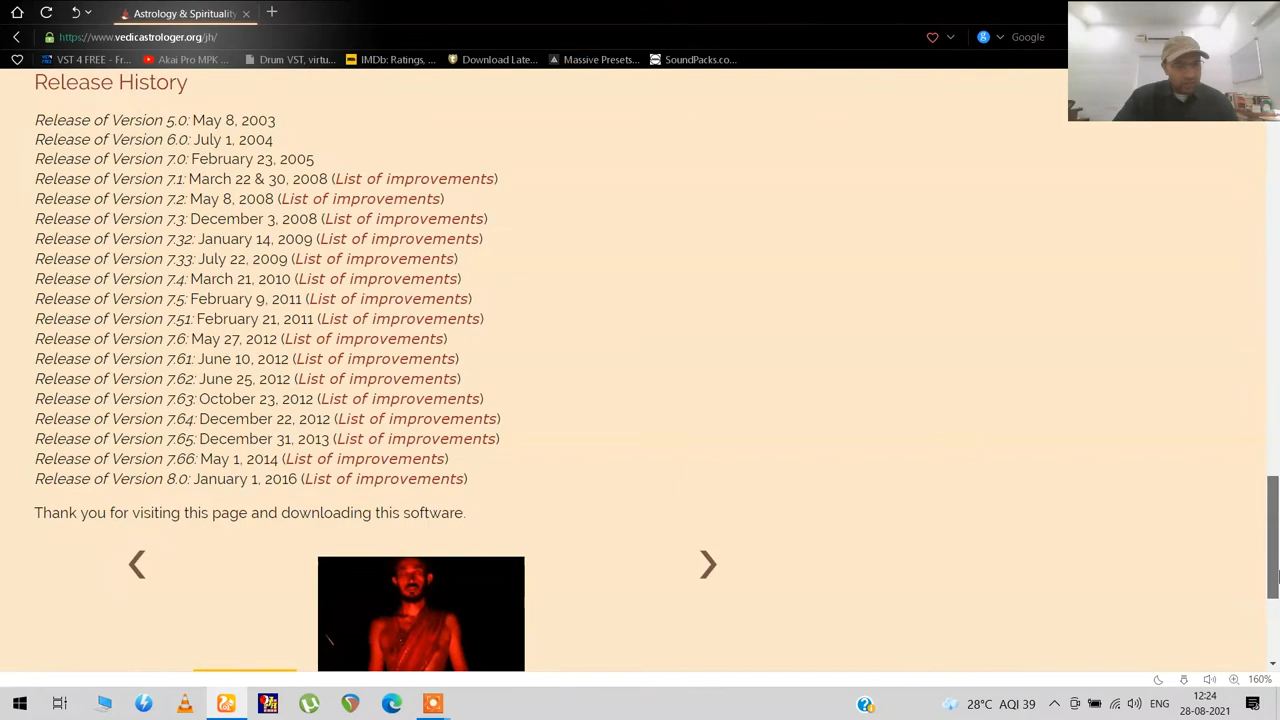 Astrology & Spirituality
https://www.vedicastrologer.org/jh/
Google
VST 4 FREE - Fr...
Akai Pro MPK ...
Drum VST, virtu...
IMDb: Ratings, ...
Download Late...
Massive Presets...
SoundPacks.co...
Release History
Release of Version 5.0: May 8, 2003
Release of Version 6.0: July 1, 2004
Release of Version 7.0: February 23, 2005
Release of Version 7.1: March 22 & 30, 2008 (List of improvements)
Release of Version 7.2: May 8, 2008 (List of improvements)
Release of Version 7.3: December 3, 2008 (List of improvements)
Release of Version 7.32: January 14, 2009 (List of improvements)
Release of Version 7.33: July 22, 2009 (List of improvements)
Release of Version 7.4: March 21, 2010 (List of improvements)
Release of Version 7.5: February 9, 2011 (List of improvements)
Release of Version 7.51: February 21, 2011 (List of improvements)
Release of Version 7.6: May 27, 2012 (List of improvements)
Release of Version 7.61: June 10, 2012 (List of improvements)
Release of Version 7.62: June 25, 2012 (List of improvements)
Release of Version 7.63: October 23, 2012 (List of improvements)
Release of Version 7.64: December 22, 2012 (List of improvements)
Release of Version 7.65: December 31, 2013 (List of improvements)
Release of Version 7.66: May 1, 2014 (List of improvements)
Release of Version 8.0: January 1, 2016 (List of improvements)
Thank you for visiting this page and downloading this software.
160%
28°C AQI 39
ENG
12:24
28-08-2021